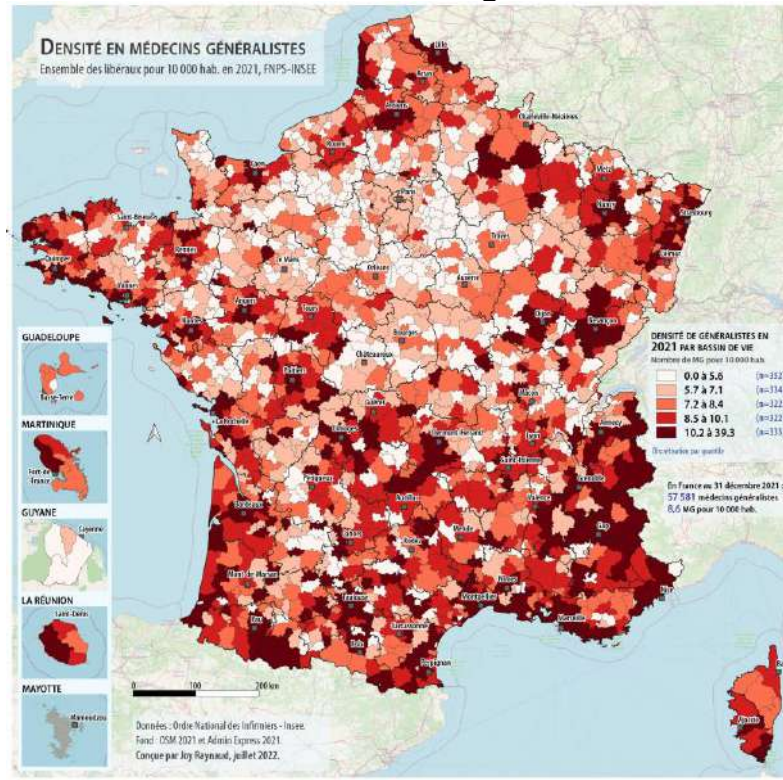 DENSITÉ EN MÉDECINS GÉNÉRALISTES
Ensemble des libéraux pour 10 000 hab. en 2021, FNPS-INSEE
Lille
Arras
Amiens
Charleville-Mézières
Rouen
Caen
Metz
Paris
Nancy
Strasbourg
Saint-Brieuc
Quimper
Rennes
Le Mans
Troyes
Colmar
Vannes
Orléans
Auxerre
Angers
Tours
Nantes
Dijon
Besançon
Bourges
Châteauroux
Poitiers
Mâcon
Guéret
La Rochelle
Limoges
Clermont-Ferrand
Lyon
Annecy
Saint-Etienne
Grenoble
Périgueux
Aurillac
Valence
Bordeaux
Cahors
Mende
Gap
Rodez
Mont-de-Marsan
Nîmes
Toulouse
Montpellier
Nice
Pau
Carcassonne
Marseille
Foix
Perpignan
Ajaccio
GUADELOUPE
Basse-Terre
MARTINIQUE
Fort-de-
France
GUYANE
Cayenne
LA RÉUNION
Saint-Denis
MAYOTTE
Mamoudzou
DENSITÉ DE GÉNÉRALISTES EN
2021 PAR BASSIN DE VIE
Nombre de MG pour 10 000 hab.
0.0 à 5.6
5.7 à 7.1
7.2 à 8.4
8.5 à 10.1
10.2 à 39.3
Discrétisation par quantile
En France au 31 décembre 2021
57 581 médecins généralistes
8,6 MG pour 10 000 hab.
0 100 200 km
Données : Ordre National des Infirmiers - Insee.
Fond : OSM 2021 et Admin Express 2021.
Conçue par Joy Raynaud, juillet 2022.